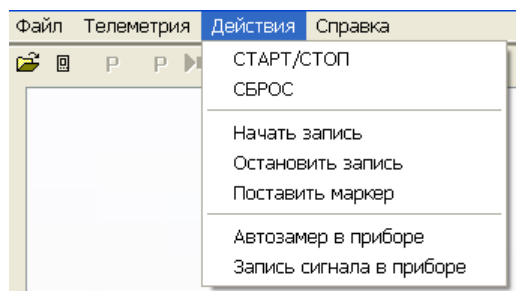 Файл Телеметрия Действия Справка
P P
СТАРТ/СТОП
СБРОС
Начать запись
Остановить запись
Поставить маркер
Автозамер в приборе
Запись сигнала в приборе